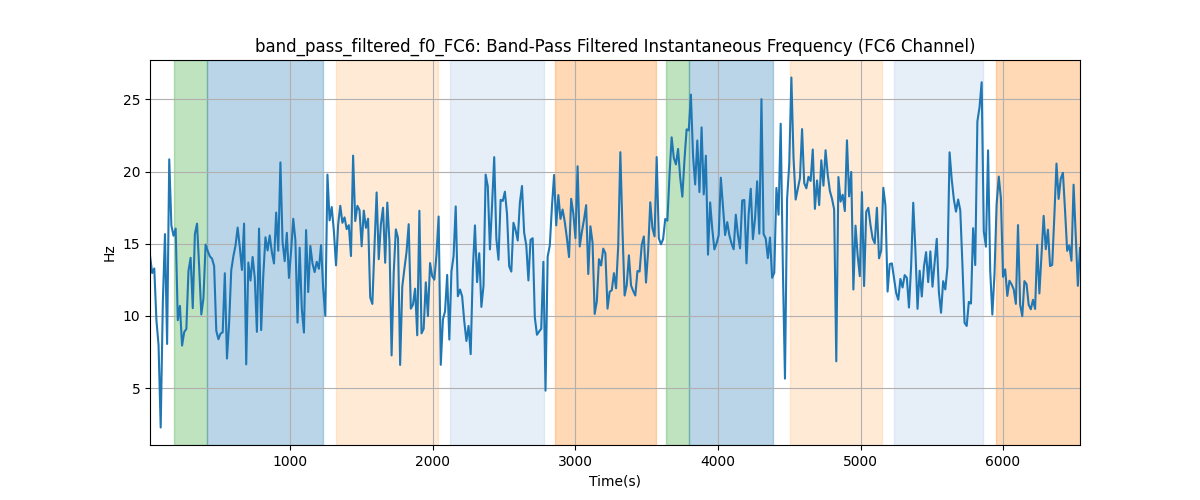 band_pass_filtered_f0_FC6: Band-Pass Filtered Instantaneous Frequency (FC6 Channel)
25
20
15
10
5
Hz
1000 2000 3000 4000 5000 6000
Time(s)